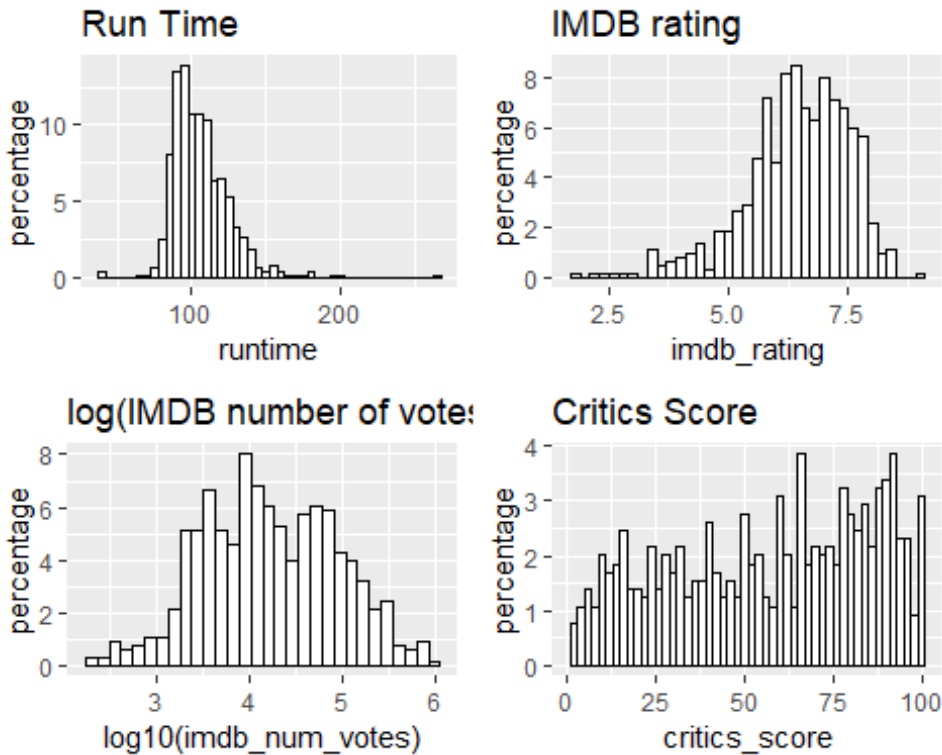 Run Time
percentage
10
5
0
100 200
runtime
IMDB rating
percentage
8
6
4
2
0
2.5 5.0 7.5
imdb_rating
log(IMDB number of votes
percentage
8
6
4
2
0
3 4 5 6
log10(imdb_num_votes)
Critics Score
percentage
4
3
2
1
0
0 25 50 75 100
critics_score